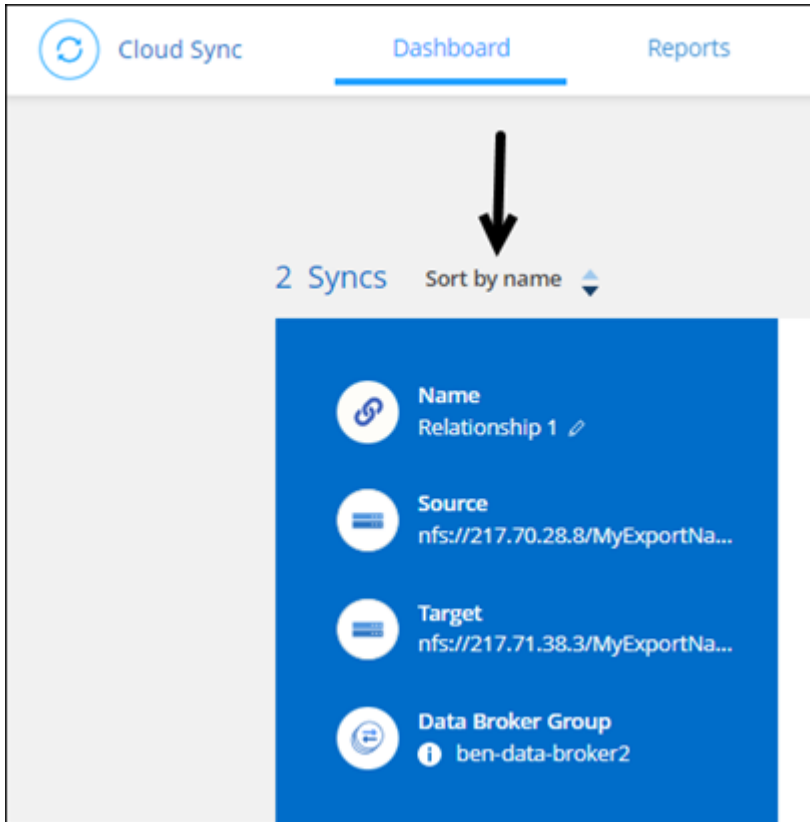 Cloud Sync Dashboard Reports
2 Syncs Sort by name
Name
Relationship 1
Source
nfs://217.70.28.8/MyExportNa...
Target
nfs://217.71.38.3/MyExportNa...
Data Broker Group
ben-data-broker2